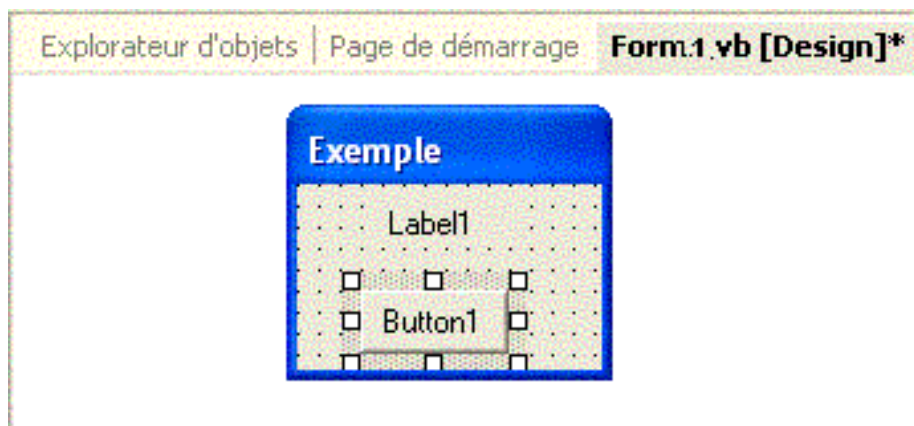 Explorateur d'objets | Page de démarrage Form1.vb [Design]*
Exemple
Label1
Button1